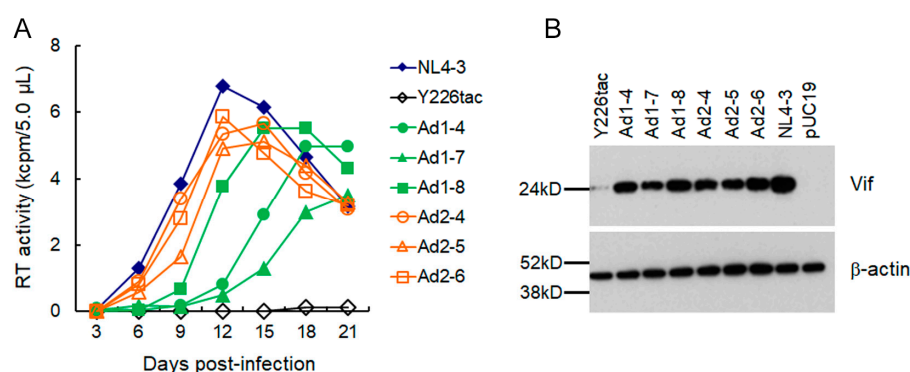 A
RT activity (kcpm/5.0 μL)
8
6
4
2
0
3 6 9 12 15 18 21
Days post-infection
NL4-3
Y226tac
Ad1-4
Ad1-7
Ad1-8
Ad2-4
Ad2-5
Ad2-6
B
Y226tac Ad1-4 Ad1-7 Ad1-8 Ad2-4 Ad2-5 Ad2-6 NL4-3 pUC19
24kD
Vif
52kD
38kD
β-actin